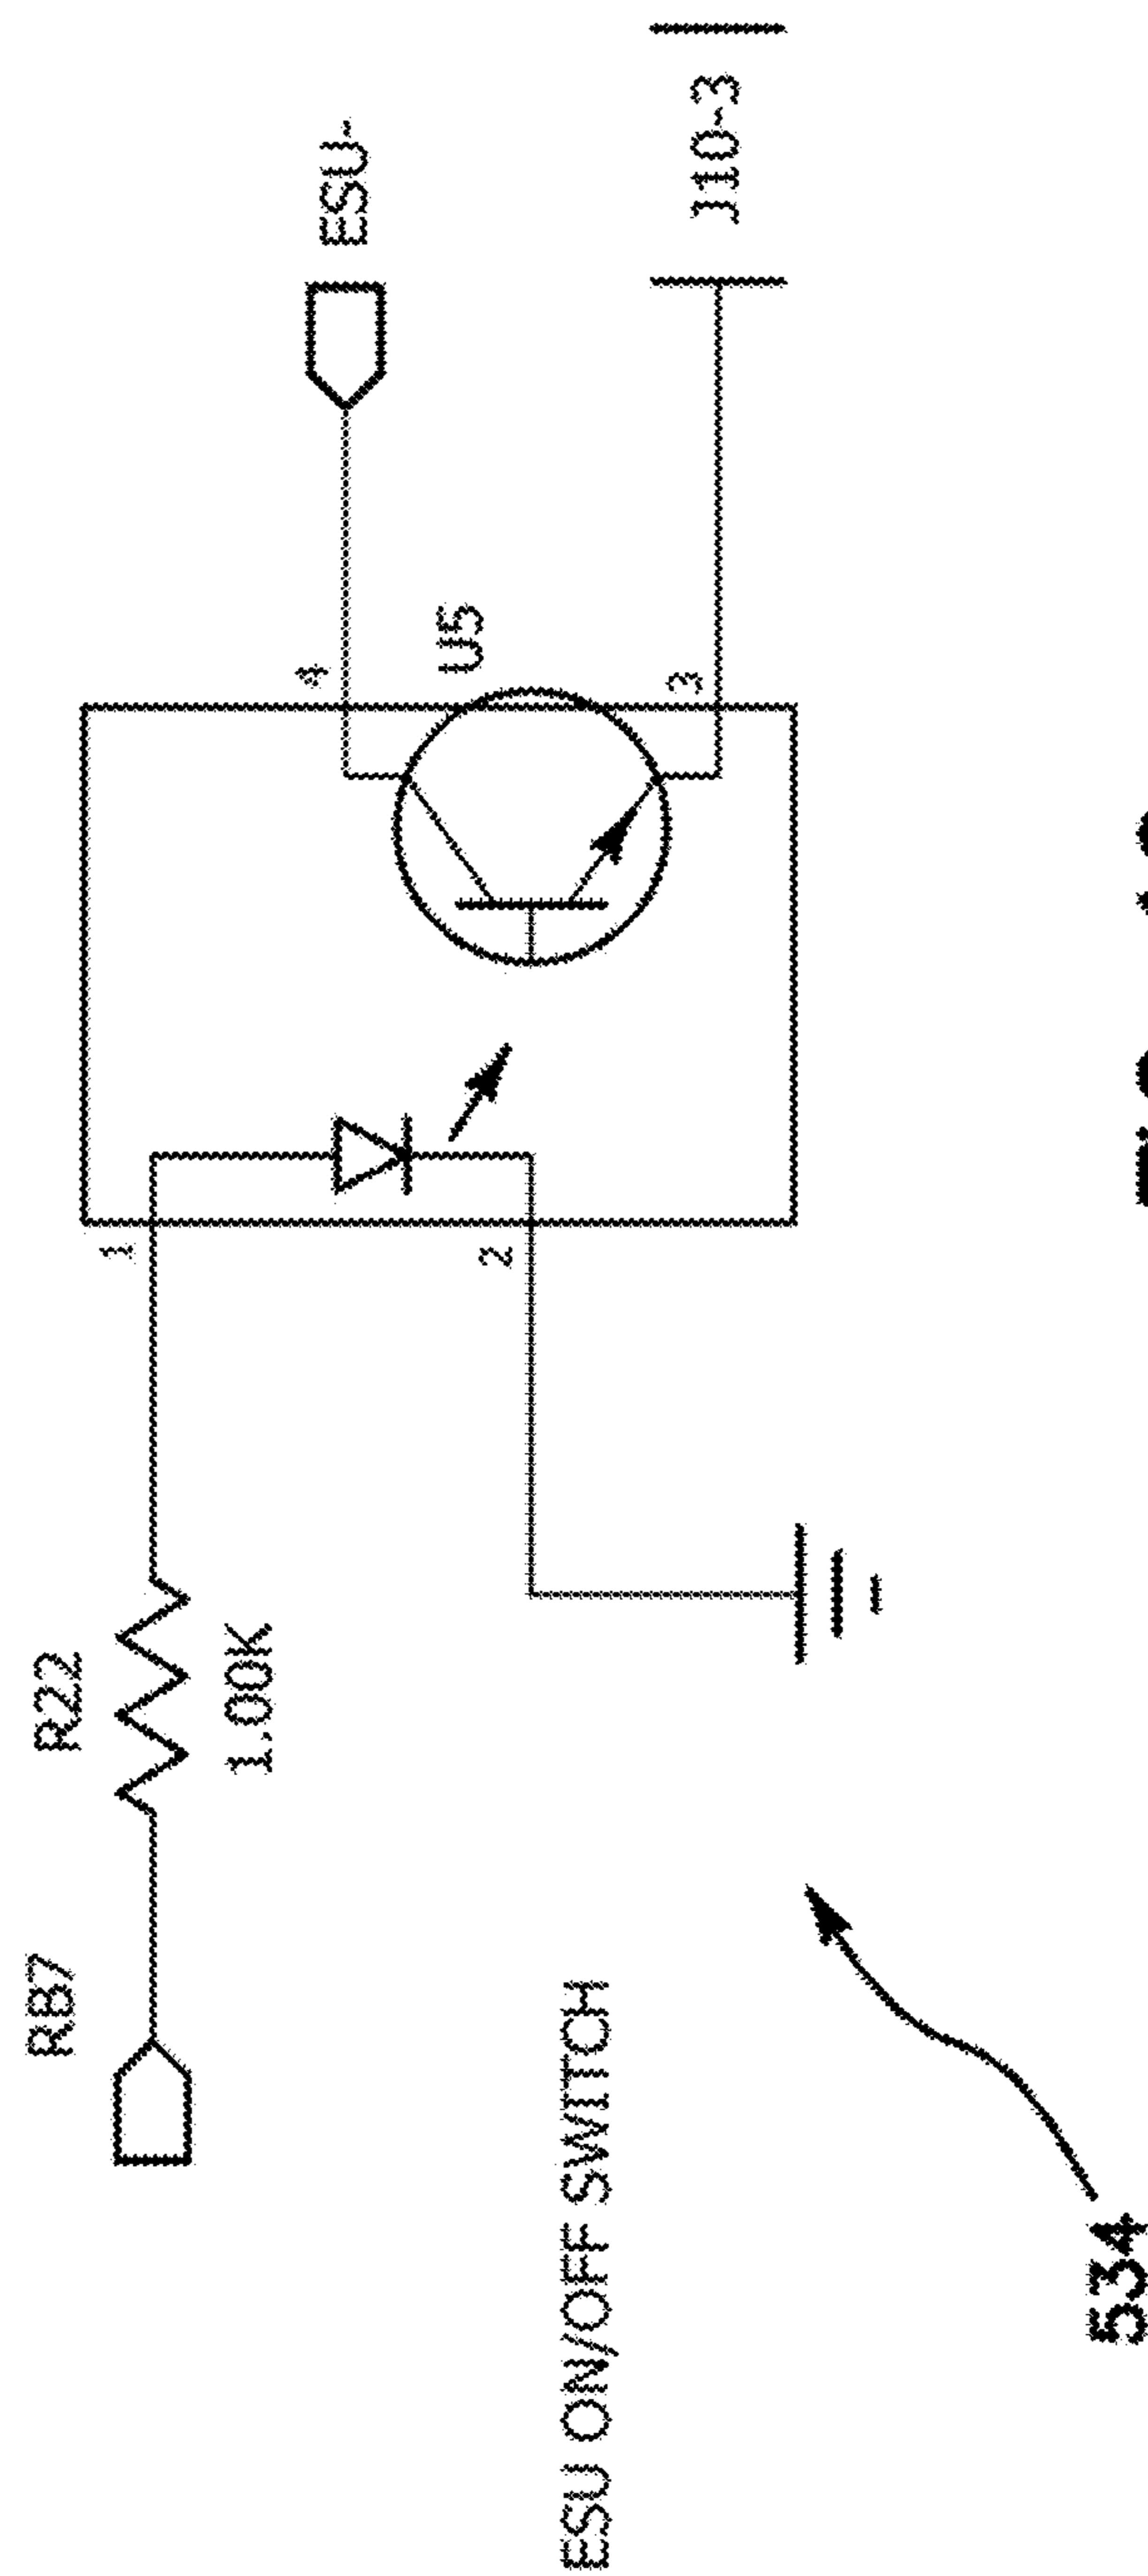 RB7
R22
1.00K
1
2
4
3
U5
ESU-
J10-3
ESU ON/OFF SWITCH
534